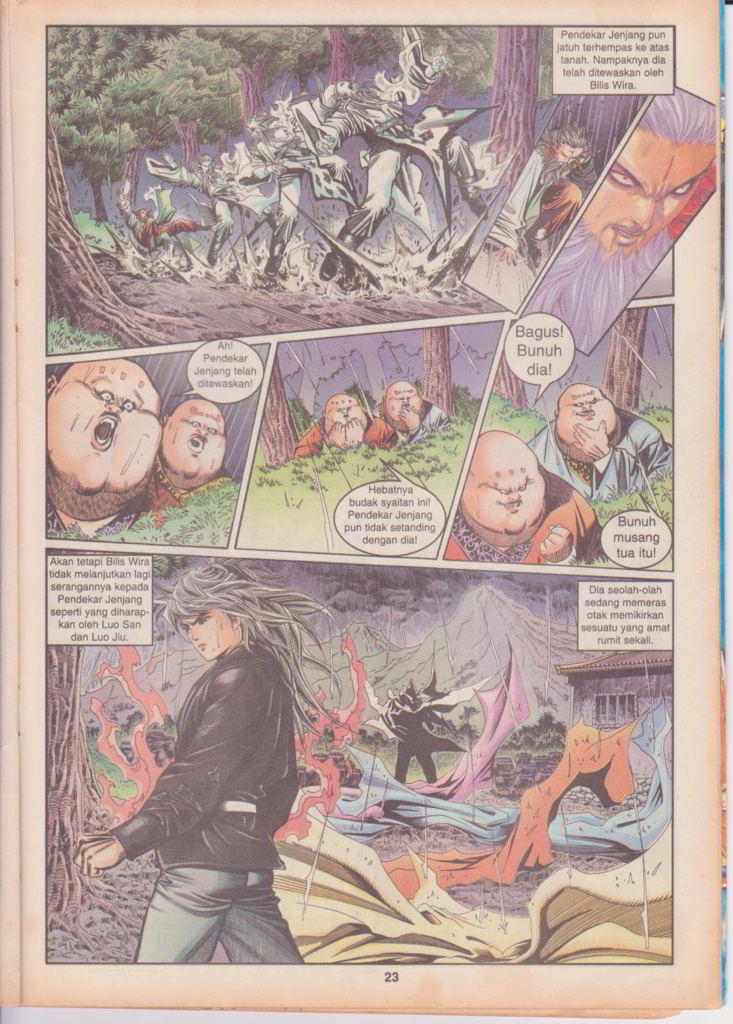 Pendekar Jenjang pun
jatuh terhempas ke atas
tanah. Nampaknya dia
telah ditewaskan oleh
Bilis Wira.
Ah!
Pendekar
Jenjang telah
ditewaskan!
Hebatnya
budak syaitan ini!
Pendekar Jenjang
pun tidak setanding
dengan dia!
Bagus!
Bunuh
dia!
Bunuh
musang
tua itu!
Akan tetapi Bilis Wira
tidak melanjutkan lagi
serangannya kepada
Pendekar Jenjang
seperti yang diharap-
kan oleh Luo San
dan Luo Jiu.
Dia seolah-olah
sedang memeras
otak memikirkan
sesuatu yang amat
rumit sekali.
23